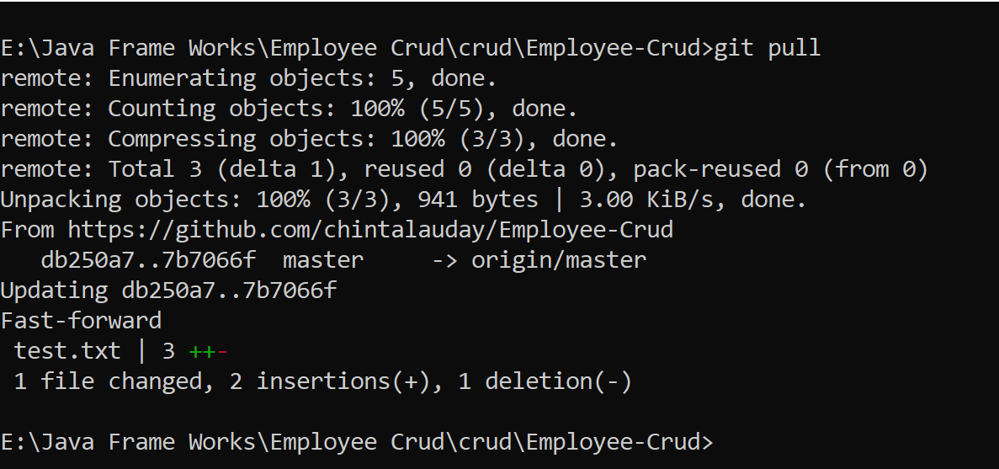 E:\Java Frame Works\Employee Crud\crud\Employee-Crud>git pull
remote: Enumerating objects: 5, done.
remote: Counting objects: 100% (5/5), done.
remote: Compressing objects: 100% (3/3), done.
remote: Total 3 (delta 1), reused 0 (delta 0), pack-reused 0 (from 0)
Unpacking objects: 100% (3/3), 941 bytes | 3.00 KiB/s, done.
From https://github.com/chintalauday/Employee-Crud
   db250a7..7b7066f  master     -> origin/master
Updating db250a7..7b7066f
Fast-forward
 test.txt | 3 ++-
 1 file changed, 2 insertions(+), 1 deletion(-)
E:\Java Frame Works\Employee Crud\crud\Employee-Crud>